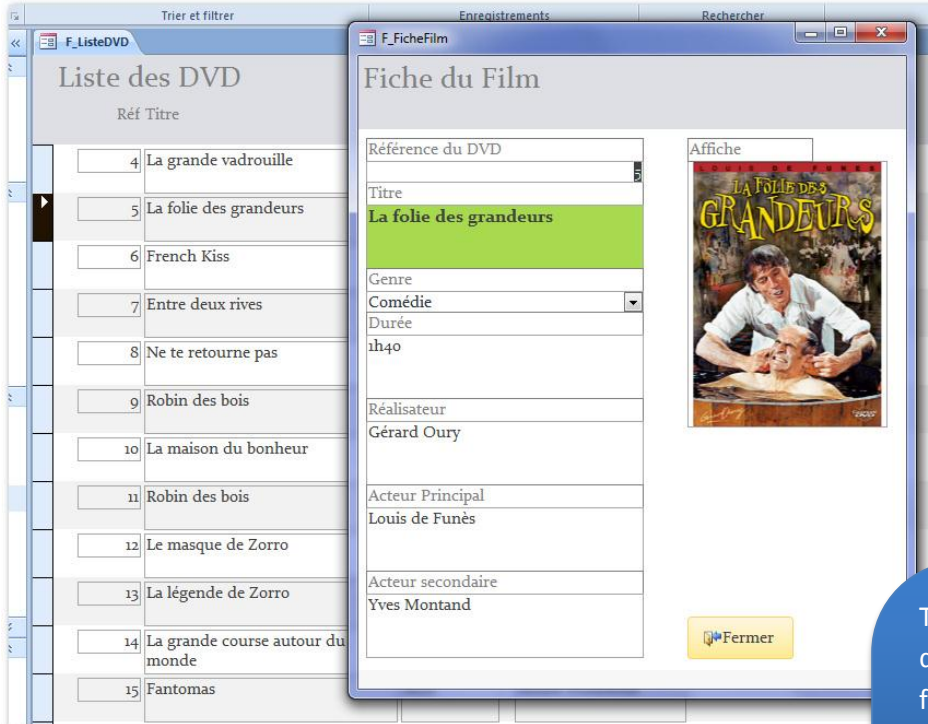 Trier et filtrer
Enregistrements
Rechercher
F_ListeDVD
Liste des DVD
Réf Titre
4 La grande vadrouille
5 La folie des grandeurs
6 French Kiss
7 Entre deux rives
8 Ne te retourne pas
9 Robin des bois
10 La maison du bonheur
11 Robin des bois
12 Le masque de Zorro
13 La légende de Zorro
14 La grande course autour du
monde
15 Fantomas
F_FicheFilm
Fiche du Film
Référence du DVD
5
Titre
La folie des grandeurs
Genre
Comédie
Durée
1h40
Réalisateur
Gérard Oury
Acteur Principal
Louis de Funès
Acteur secondaire
Yves Montand
Affiche
LOUIS DE FUNES
LA FOLIE DES
GRANDEURS
Fermer